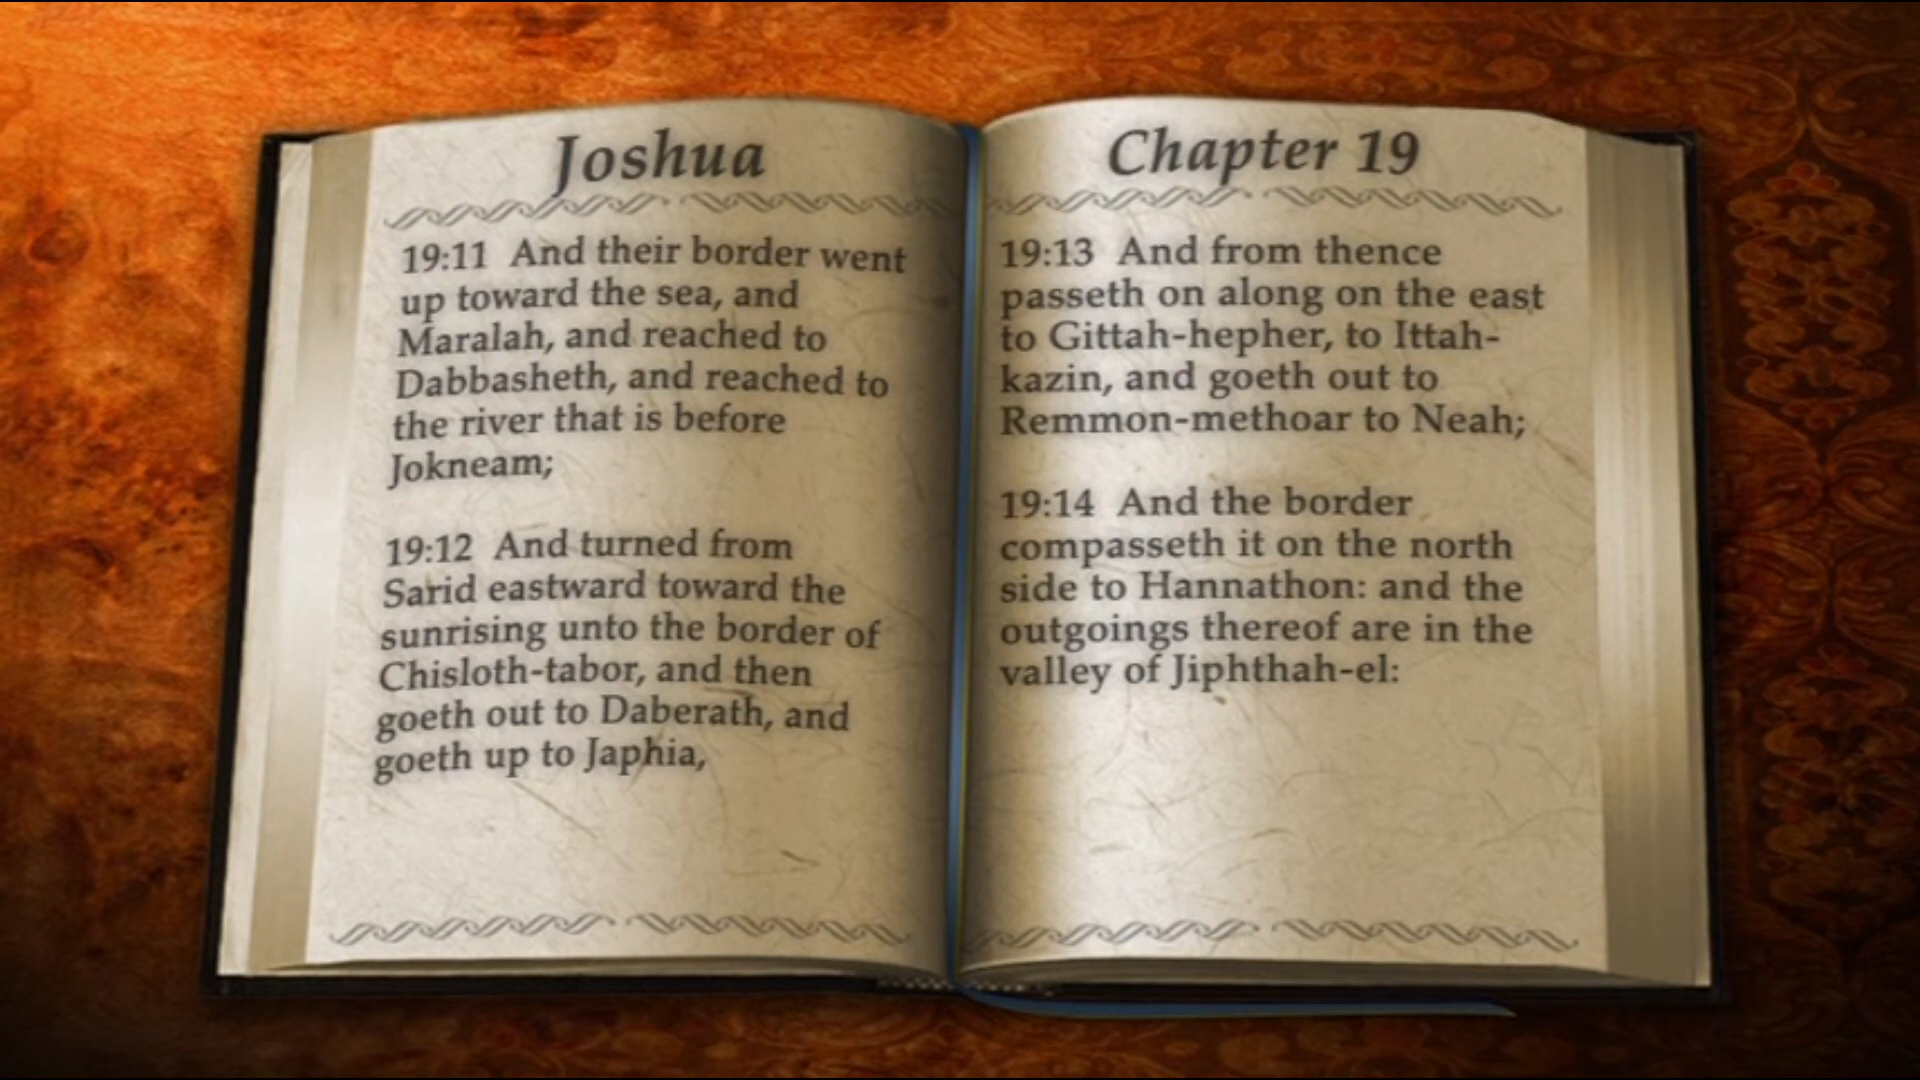 Joshua
19:11 And their border went
up toward the sea, and
Maralah, and reached to
Dabbasheth, and reached to
the river that is before
Jokneam;
19:12 And turned from
Sarid eastward toward the
sunrising unto the border of
Chisloth-tabor, and then
goeth out to Daberath, and
goeth up to Japhia,
Chapter 19
19:13 And from thence
passeth on along on the east
to Gittah-hepher, to Ittah-
kazin, and goeth out to
Remmon-methoar to Neah;
19:14 And the border
compasseth it on the north
side to Hannathon: and the
outgoings thereof are in the
valley of Jiphthah-el: